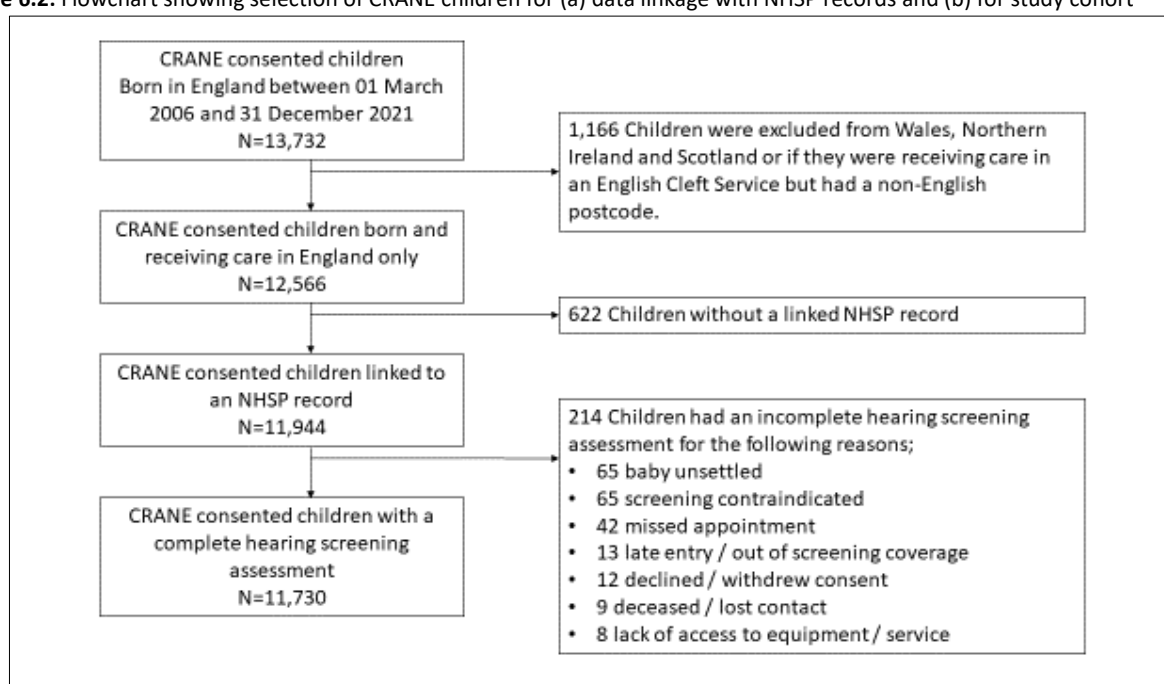 e 6.2. Flowchart showing selection of CRANE children for (a) data linkage with NHSP records and (b) for study cohort
CRANE consented children
Born in England between 01 March
2006 and 31 December 2021
N=13,732
1,166 Children were excluded from Wales, Northern
Ireland and Scotland or if they were receiving care in
an English Cleft Service but had a non-English
postcode.
CRANE consented children born and
receiving care in England only
N=12,566
622 Children without a linked NHSP record
CRANE consented children linked to
an NHSP record
N=11,944
214 Children had an incomplete hearing screening
assessment for the following reasons;
• 65 baby unsettled
• 65 screening contraindicated
• 42 missed appointment
• 13 late entry / out of screening coverage
• 12 declined / withdrew consent
• 9 deceased / lost contact
• 8 lack of access to equipment / service
CRANE consented children with a
complete hearing screening
assessment
N=11,730